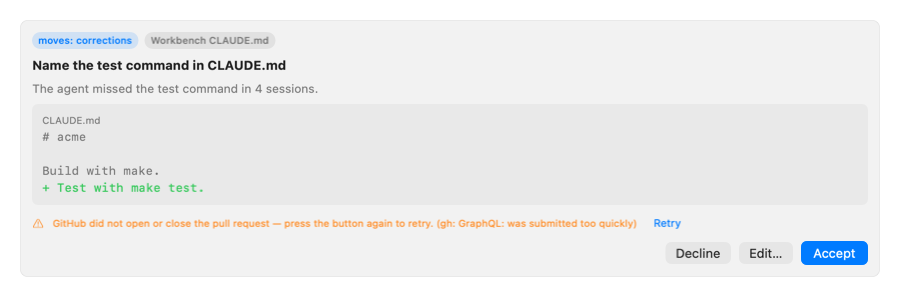 moves: corrections Workbench CLAUDE.md
Name the test command in CLAUDE.md
The agent missed the test command in 4 sessions.
CLAUDE.md
# acme
Build with make.
+ Test with make test.
GitHub did not open or close the pull request — press the button again to retry. (gh: GraphQL: was submitted too quickly) Retry
Decline Edit... Accept